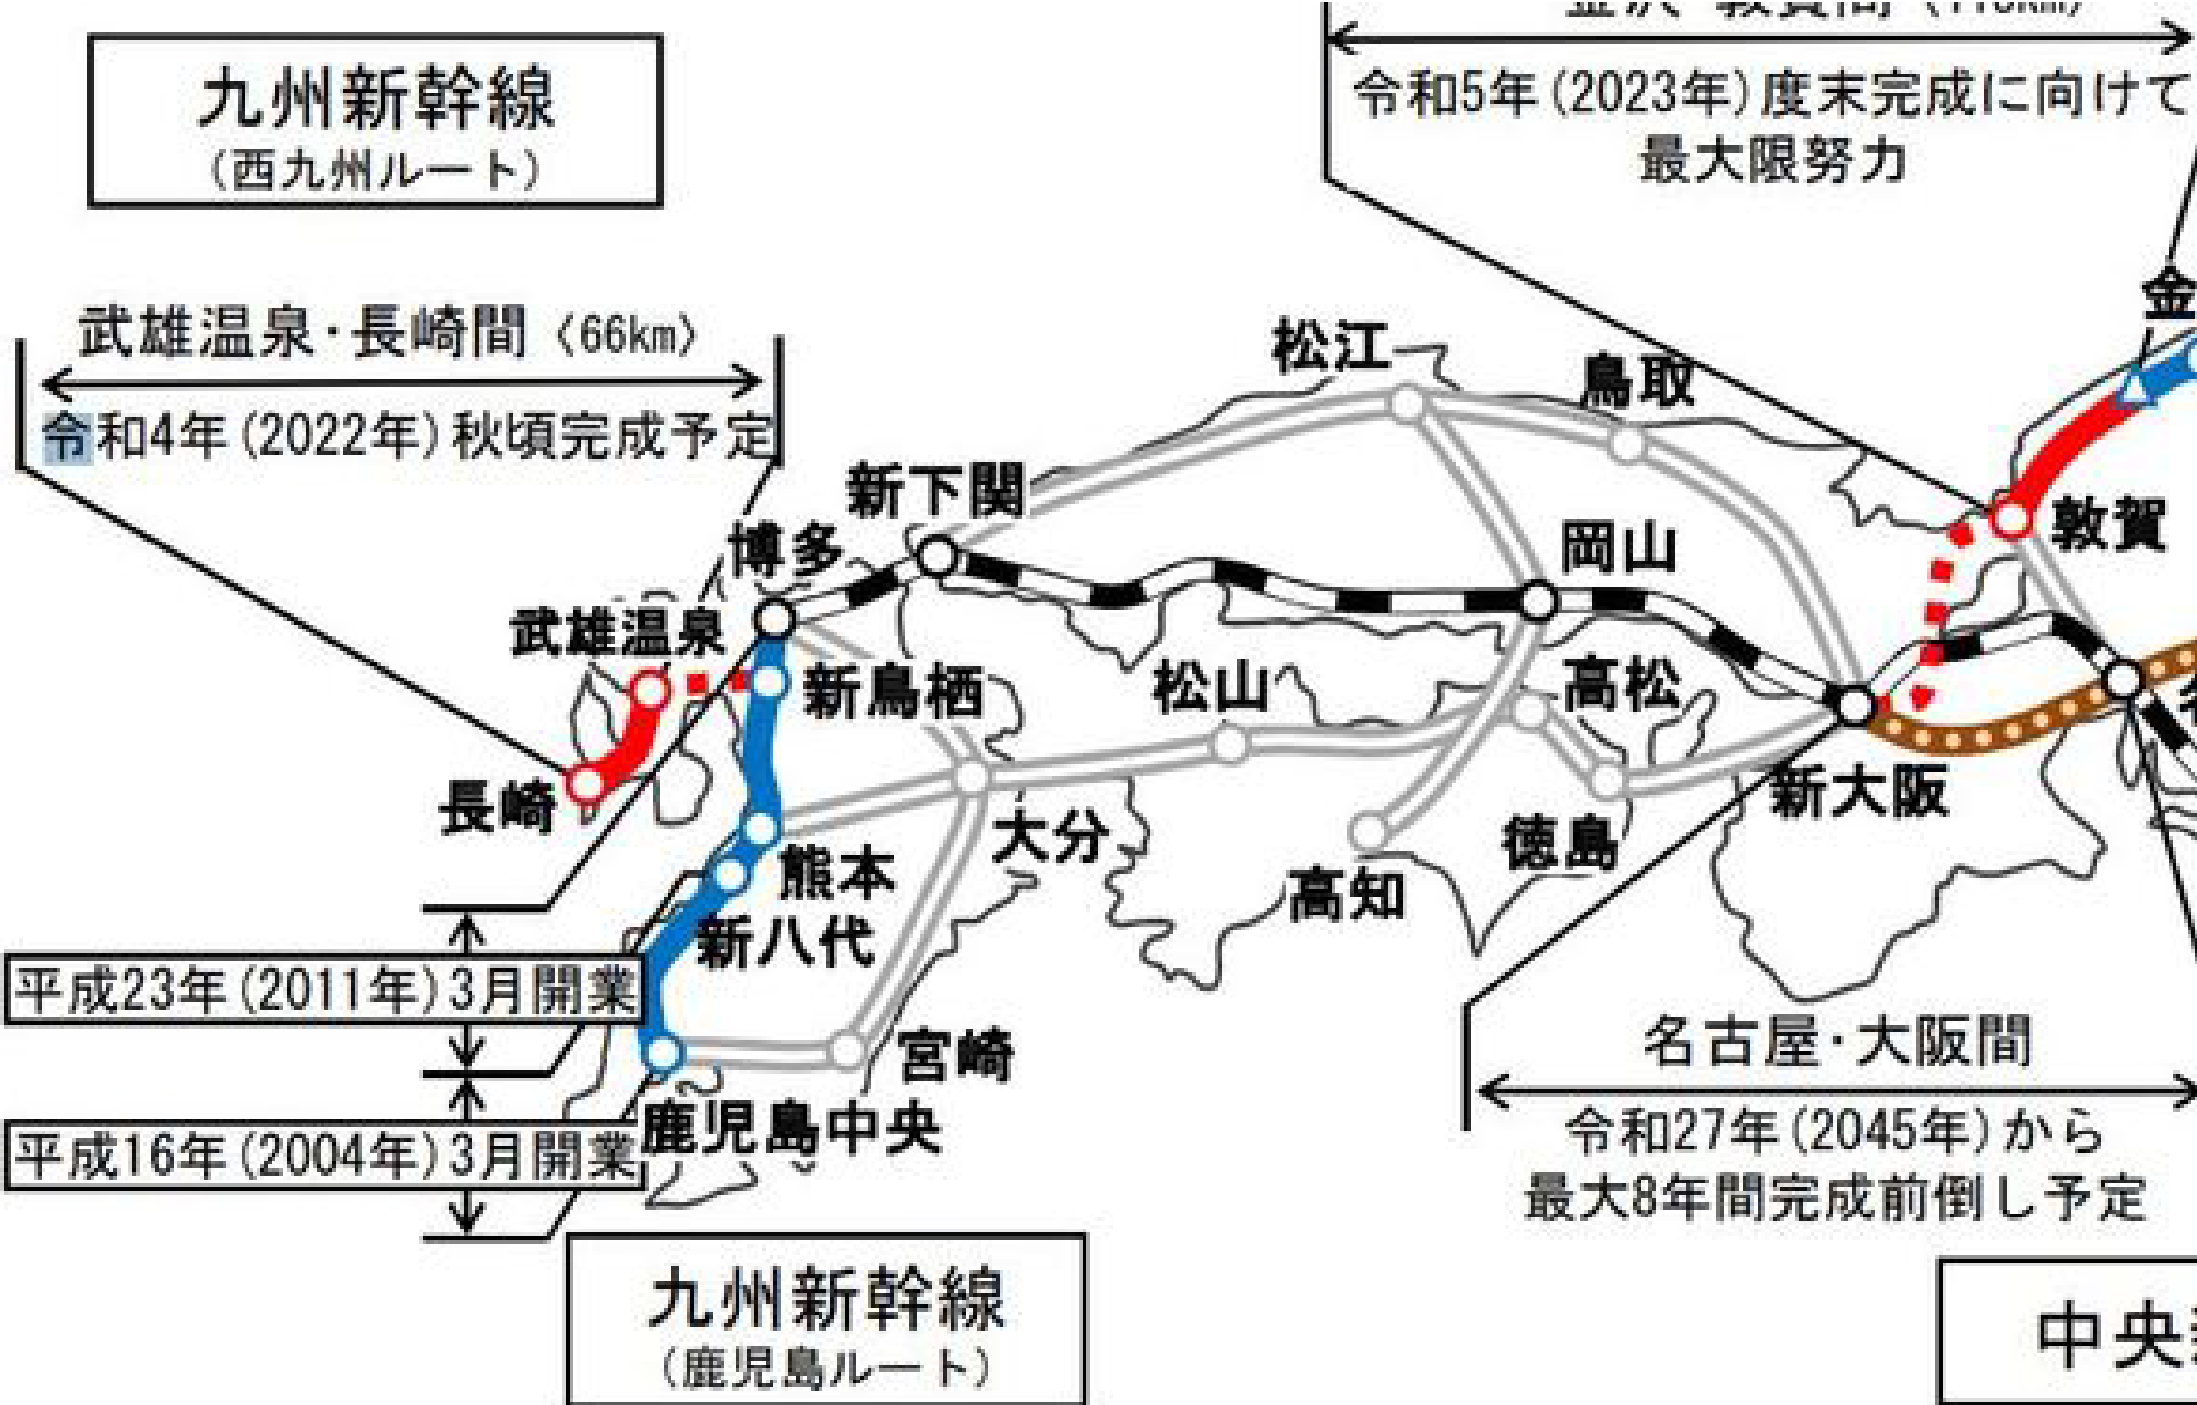 九州新幹線
(西九州ルート)
令和5年(2023年)度末完成に向けて
最大限努力
武雄温泉・長崎間〈66km〉
令和4年(2022年)秋頃完成予定
金
松江
鳥取
新下関
博多
岡山
敦賀
武雄温泉
新鳥栖
松山
高松
長崎
新大阪
大分
徳島
熊本
高知
新八代
平成23年(2011年)3月開業
宮崎
名古屋・大阪間
令和27年(2045年)から
最大8年間完成前倒し予定
平成16年(2004年)3月開業
鹿児島中央
九州新幹線
(鹿児島ルート)
中央